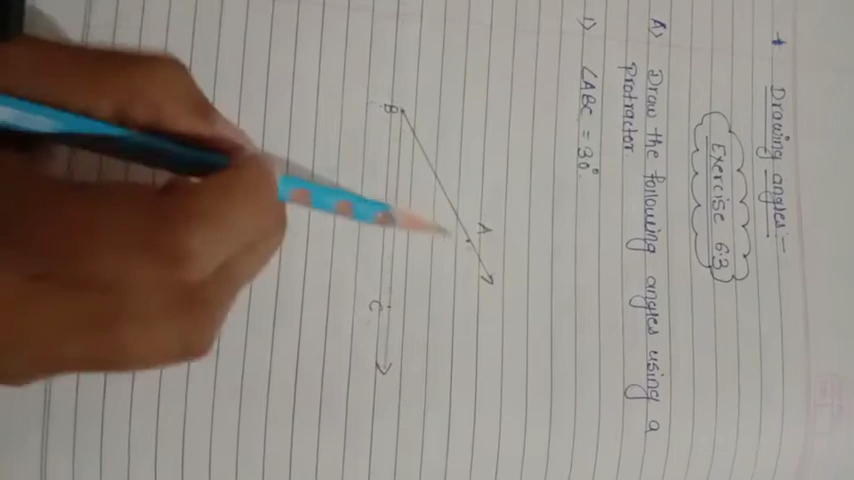 + Drawing angles :-
Exercise 6.3
A) Draw the following angles using a
protractor.
1) ∠ABC = 30°.
A
B
C